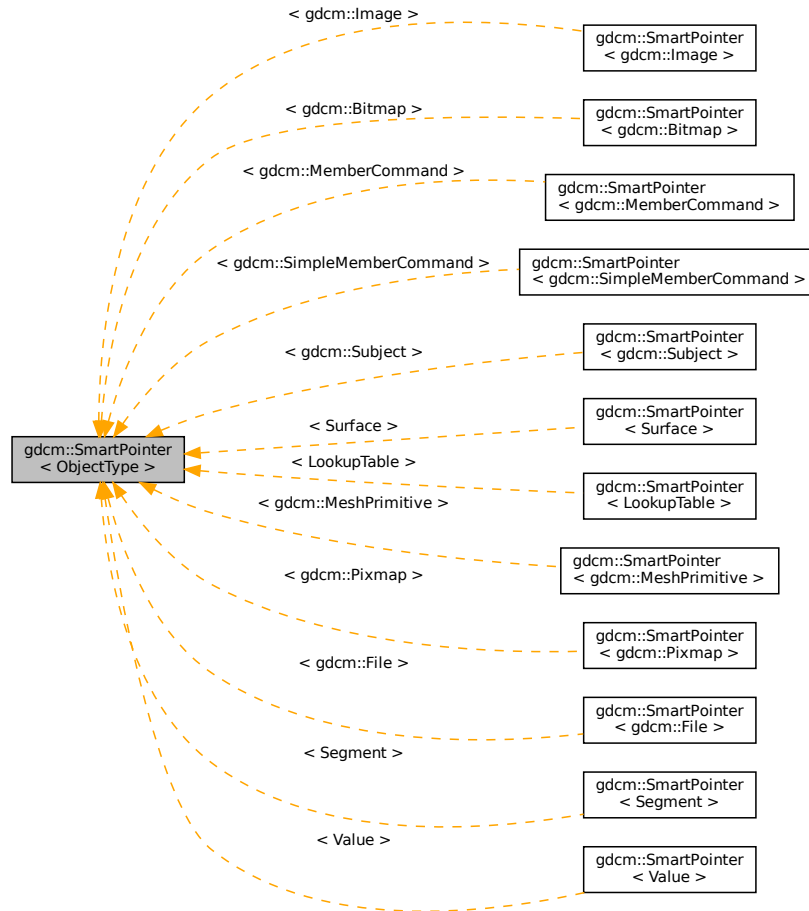 < gdcm::Image >
gdcm::SmartPointer
< gdcm::Image >
< gdcm::Bitmap >
gdcm::SmartPointer
< gdcm::Bitmap >
< gdcm::MemberCommand >
gdcm::SmartPointer
< gdcm::MemberCommand >
< gdcm::SimpleMemberCommand >
gdcm::SmartPointer
< gdcm::SimpleMemberCommand >
< gdcm::Subject >
gdcm::SmartPointer
< gdcm::Subject >
< Surface >
gdcm::SmartPointer
< Surface >
gdcm::SmartPointer
< ObjectType >
< LookupTable >
gdcm::SmartPointer
< LookupTable >
< gdcm::MeshPrimitive >
gdcm::SmartPointer
< gdcm::MeshPrimitive >
< gdcm::Pixmap >
gdcm::SmartPointer
< gdcm::Pixmap >
< gdcm::File >
gdcm::SmartPointer
< gdcm::File >
< Segment >
gdcm::SmartPointer
< Segment >
< Value >
gdcm::SmartPointer
< Value >